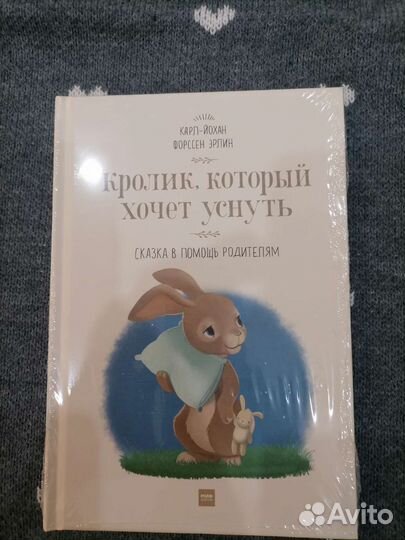 КАРЛ-ЙОХАН
ФОРССЕН ЭРЛИН
Кролик, который
хочет уснуть
СКАЗКА В ПОМОЩЬ РОДИТЕЛЯМ
Avito